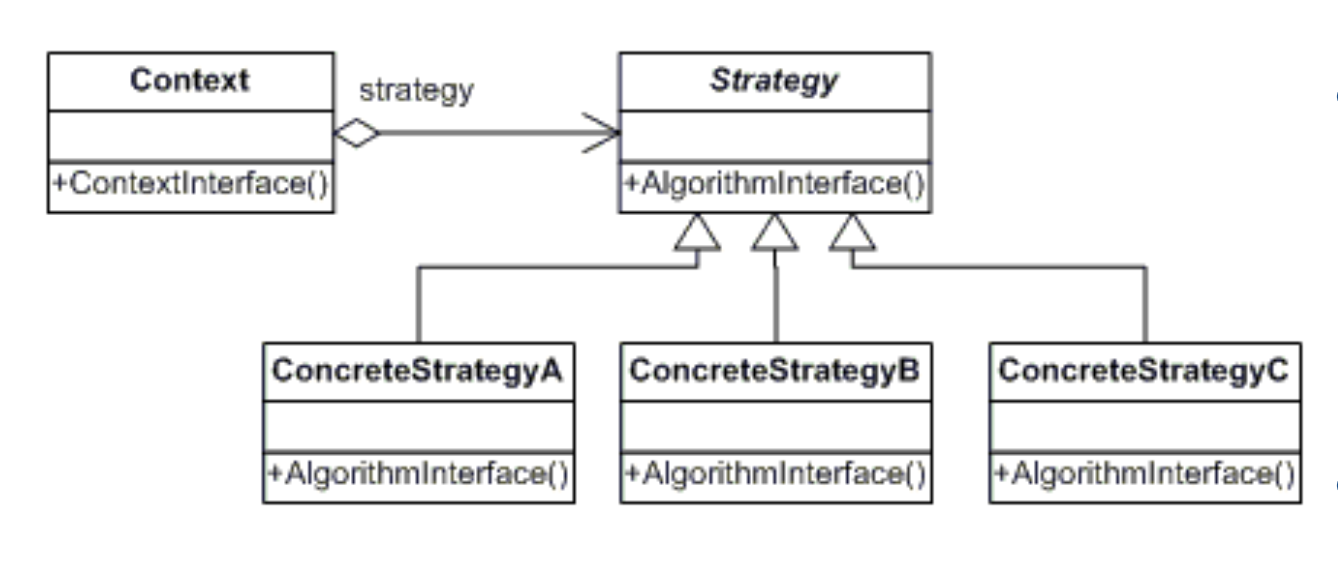 Context
strategy
Strategy
+ContextInterface()
+AlgorithmInterface()
ConcreteStrategyA
ConcreteStrategyB
ConcreteStrategyC
+AlgorithmInterface()
+AlgorithmInterface()
+AlgorithmInterface()